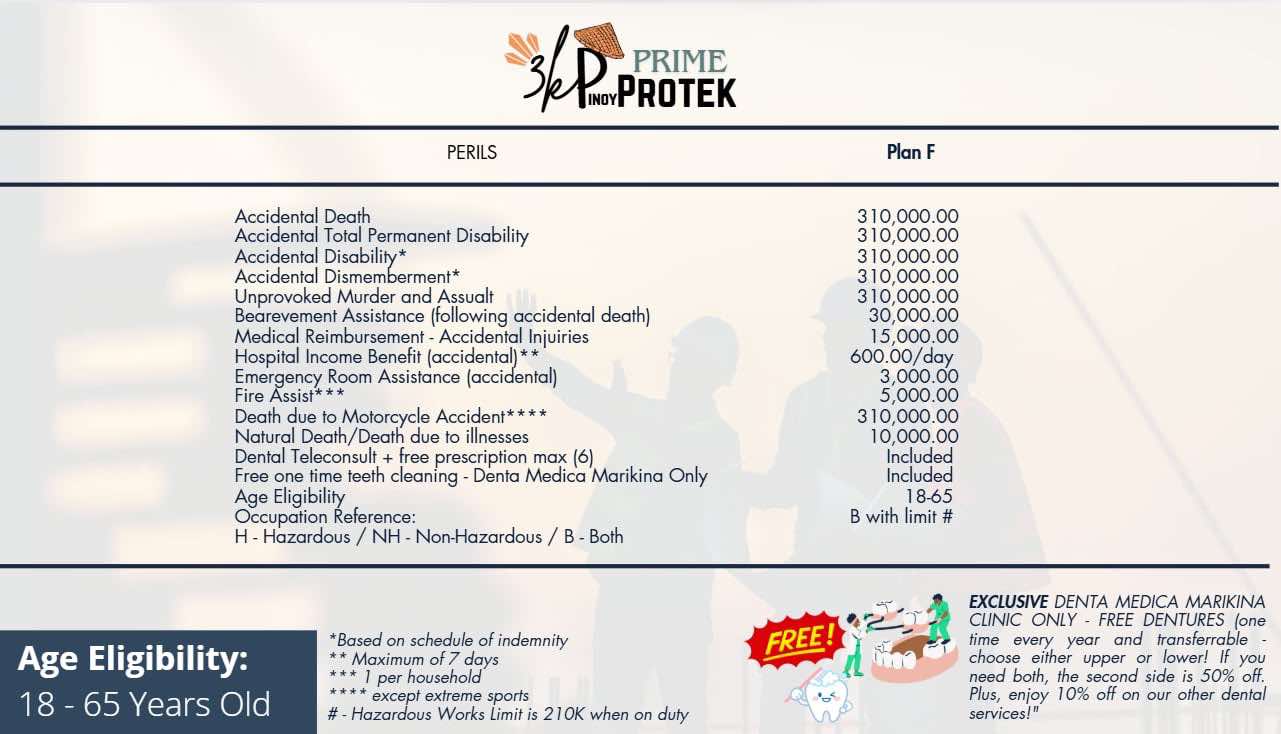 3kP PRIME
INOY PROTEK
PERILS Plan F
Accidental Death 310,000.00
Accidental Total Permanent Disability 310,000.00
Accidental Disability* 310,000.00
Accidental Dismemberment* 310,000.00
Unprovoked Murder and Assualt 310,000.00
Bearevement Assistance (following accidental death) 30,000.00
Medical Reimbursement - Accidental Injuiries 15,000.00
Hospital Income Benefit (accidental)** 600.00/day
Emergency Room Assistance (accidental) 3,000.00
Fire Assist*** 5,000.00
Death due to Motorcycle Accident**** 310,000.00
Natural Death/Death due to illnesses 10,000.00
Dental Teleconsult + free prescription max (6) Included
Free one time teeth cleaning - Denta Medica Marikina Only Included
Age Eligibility 18-65
Occupation Reference: B with limit #
H - Hazardous / NH - Non-Hazardous / B - Both
Age Eligibility:
18 - 65 Years Old
*Based on schedule of indemnity
** Maximum of 7 days
*** 1 per household
**** except extreme sports
# - Hazardous Works Limit is 210K when on duty
FREE!
EXCLUSIVE DENTA MEDICA MARIKINA
CLINIC ONLY - FREE DENTURES (one
time every year and transferrable -
choose either upper or lower! If you
need both, the second side is 50% off.
Plus, enjoy 10% off on our other dental
services!"